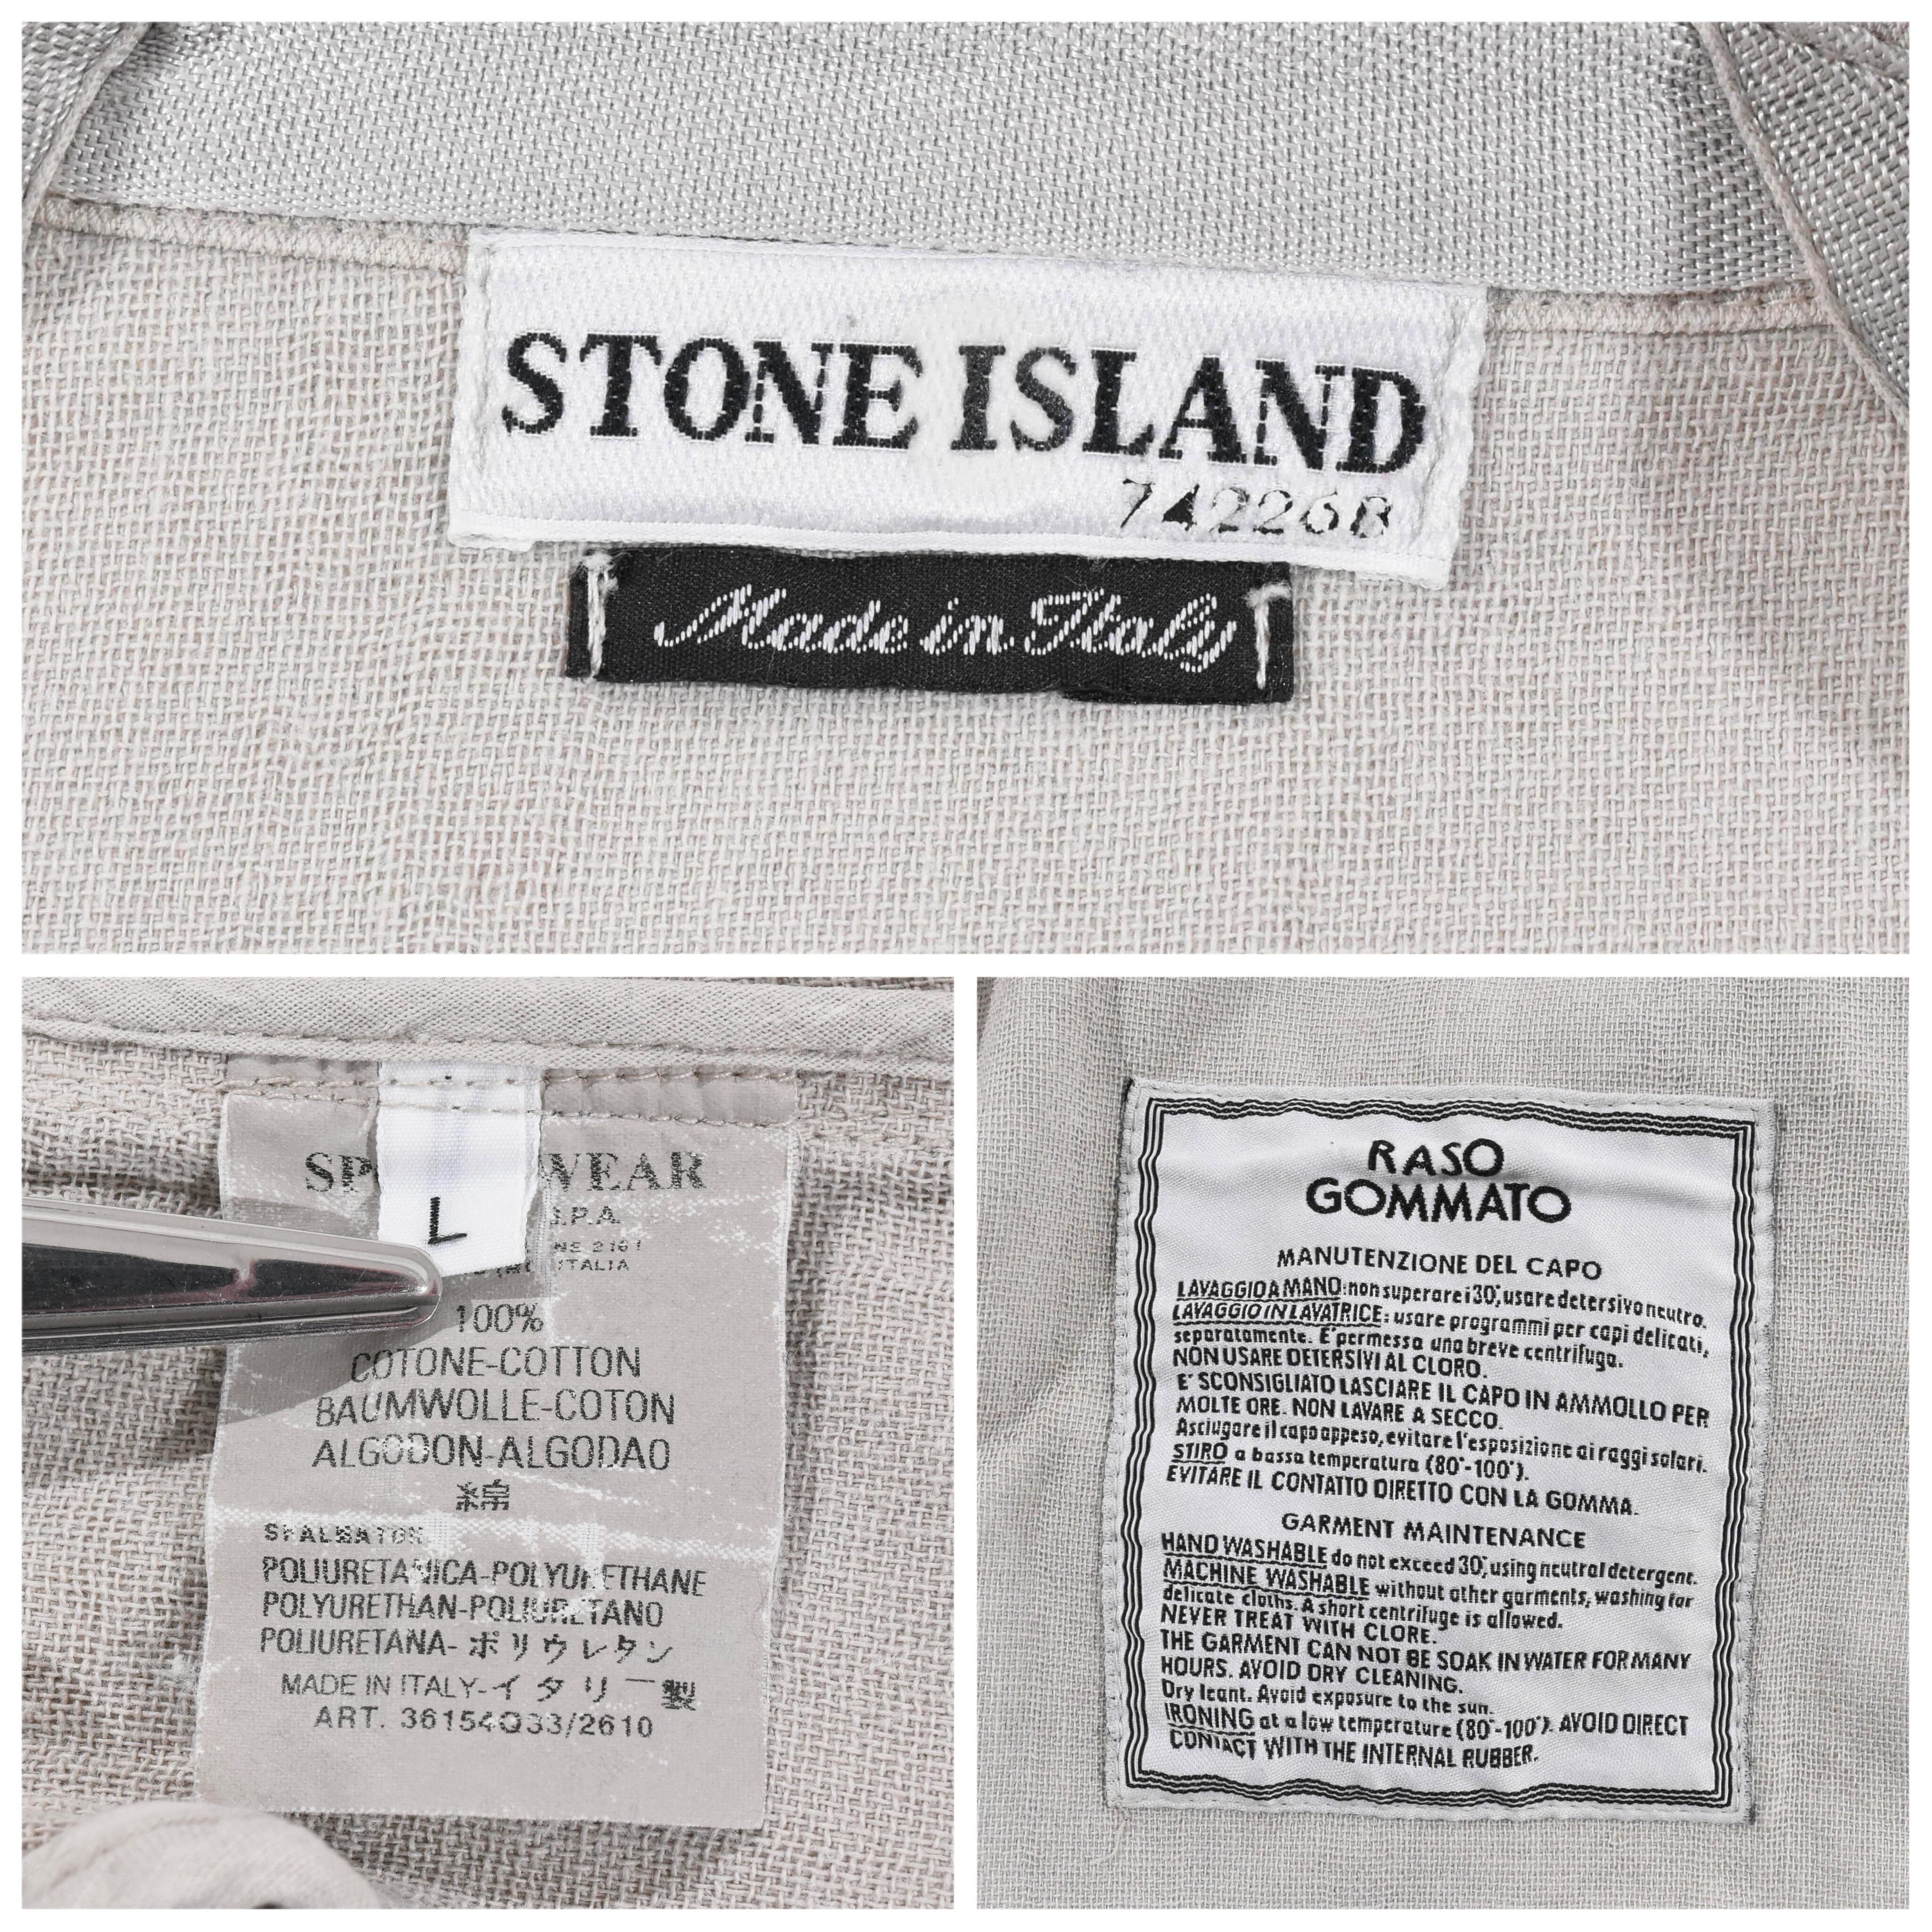 STONE ISLAND
74226B
Made in Italy
L
100%
COTONE-COTTON
BAUMWOLLE-COTON
ALGODON-ALGODAO
綿
SPALMATURA
POLIURETANICA-POLYURETHANE
POLYURETHAN-POLIURETANO
POLIURETANA-ポリウレタン
MADE IN ITALY-イタリー製
ART. 36154Q33/2610
RASO
GOMMATO
MANUTENZIONE DEL CAPO
LAVAGGIO A MANO: non superare i 30°, usare detersivo neutro.
LAVAGGIO IN LAVATRICE: usare programmi per capi delicati,
separatamente. E' permessa una breve centrifuga.
NON USARE DETERSIVI AL CLORO.
E' SCONSIGLIATO LASCIARE IL CAPO IN AMMOLLO PER
MOLTE ORE. NON LAVARE A SECCO.
Asciugare il capo appeso, evitare l'esposizione ai raggi solari.
STIRO a bassa temperatura (80°-100°).
EVITARE IL CONTATTO DIRETTO CON LA GOMMA.
GARMENT MAINTENANCE
HAND WASHABLE do not exceed 30°, using neutral detergent.
MACHINE WASHABLE without other garments, washing for
delicate cloths. A short centrifuge is allowed.
NEVER TREAT WITH CLORE.
THE GARMENT CAN NOT BE SOAK IN WATER FOR MANY
HOURS. AVOID DRY CLEANING.
Dry leant. Avoid exposure to the sun.
IRONING at a low temperature (80°-100°). AVOID DIRECT
CONTACT WITH THE INTERNAL RUBBER.